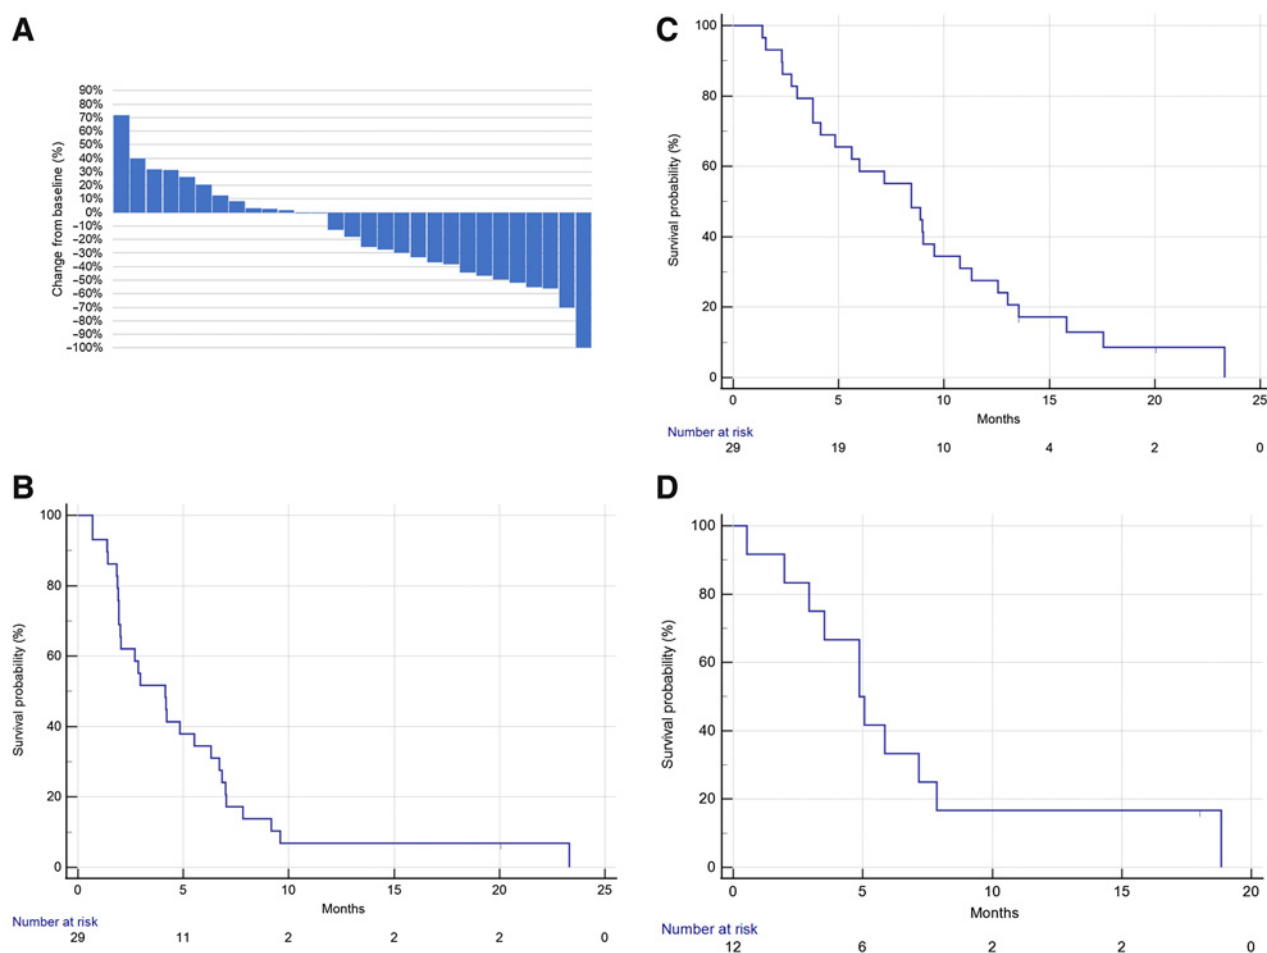 A
90%
80%
70%
60%
50%
40%
30%
20%
10%
0%
−10%
−20%
−30%
−40%
−50%
−60%
−70%
−80%
−90%
−100%
Change from baseline (%)
C
100
80
60
40
20
0
Survival probability (%)
0 5 10 15 20 25
Months
Number at risk
29 19 10 4 2 0
B
100
80
60
40
20
0
Survival probability (%)
0 5 10 15 20 25
Months
Number at risk
29 11 2 2 2 0
D
100
80
60
40
20
0
Survival probability (%)
0 5 10 15 20
Months
Number at risk
12 6 2 2 0